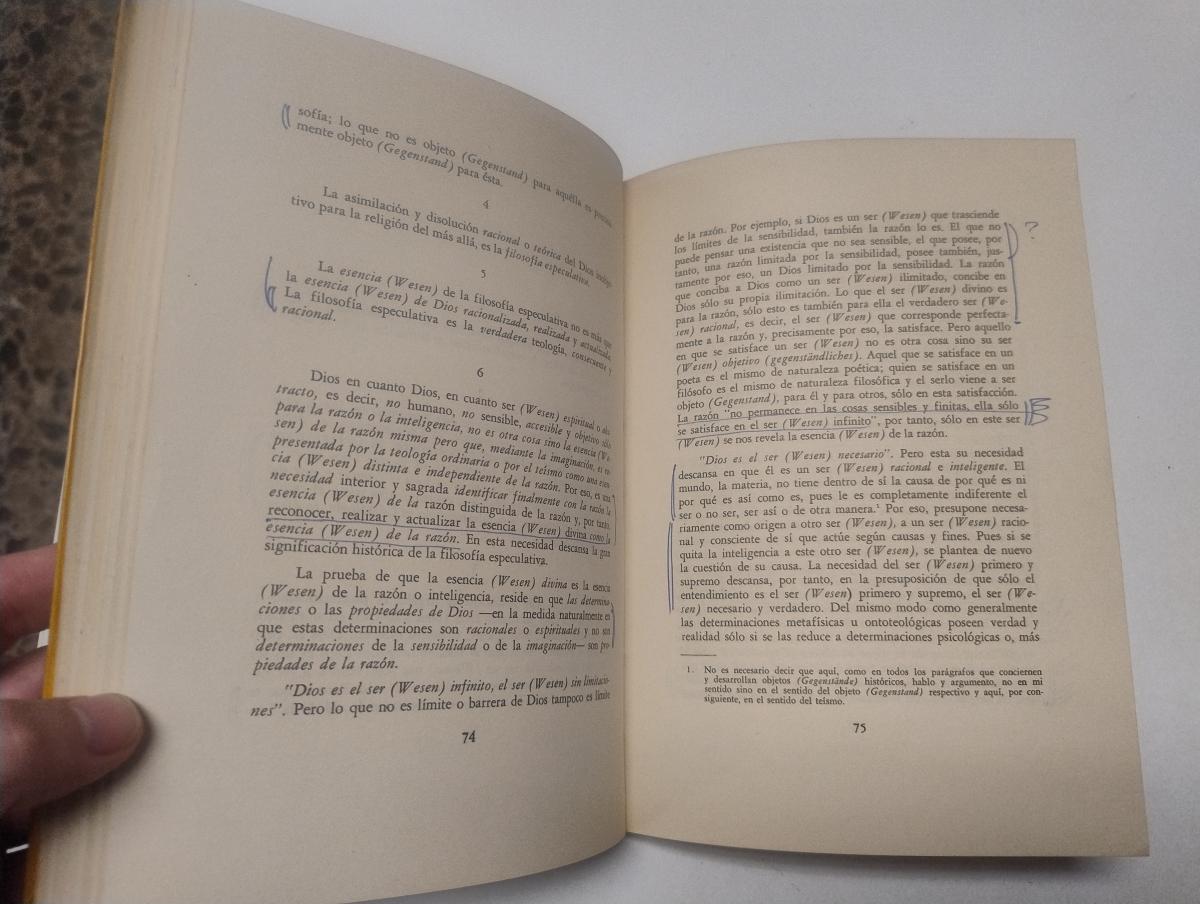 sofía; lo que no es objeto (Gegenstand) para aquélla es precisa-
mente objeto (Gegenstand) para ésta.
4
La asimilación y disolución racional o teórica del Dios
tivo para la religión del más allá, es la filosofía especulativa.
5
La esencia (Wesen) de la filosofía especulativa no es más que
la esencia (Wesen) de Dios racionalizada, realizada y actualizada.
La filosofía especulativa es la verdadera teología, consecuente y
racional.
6
Dios en cuanto Dios, en cuanto ser (Wesen) espiritual o abs-
tracto, es decir, no humano, no sensible, accesible y objetivo sólo
para la razón o la inteligencia, no es otra cosa sino la esencia (We-
sen) de la razón misma pero que, mediante la imaginación, es re-
presentada por la teología ordinaria o por el teísmo como una esen-
cia (Wesen) distinta e independiente de la razón. Por eso, es una
necesidad interior y sagrada identificar finalmente con la razón la
esencia (Wesen) de la razón distinguida de la razón y, por tanto,
reconocer, realizar y actualizar la esencia (Wesen) divina como la
esencia (Wesen) de la razón. En esta necesidad descansa la gran
significación histórica de la filosofía especulativa.
La prueba de que la esencia (Wesen) divina es la esencia
(Wesen) de la razón o inteligencia, reside en que las determina-
ciones o las propiedades de Dios —en la medida naturalmente en
que estas determinaciones son racionales o espirituales y no son
determinaciones de la sensibilidad o de la imaginación— son pro-
piedades de la razón.
"Dios es el ser (Wesen) infinito, el ser (Wesen) sin limitacio-
nes". Pero lo que no es límite o barrera de Dios tampoco es límite
74
de la razón. Por ejemplo, si Dios es un ser (Wesen) que trasciende
los límites de la sensibilidad, también la razón lo es. El que no
puede pensar una existencia que no sea sensible, el que posee, por
tanto, una razón limitada por la sensibilidad, posee también, jus-
tamente por eso, un Dios limitado por la sensibilidad. La razón
que conciba a Dios como un ser (Wesen) ilimitado, concibe en
Dios sólo su propia ilimitación. Lo que el ser (Wesen) divino es
para la razón, sólo esto es también para ella el verdadero ser (We-
sen) racional, es decir, el ser (Wesen) que corresponde perfecta-
mente a la razón y, precisamente por eso, la satisface. Pero aquello
en que se satisface un ser (Wesen) no es otra cosa sino su ser
(Wesen) objetivo (gegenständliches). Aquel que se satisface en un
poeta es el mismo de naturaleza poética; quien se satisface en un
filósofo es el mismo de naturaleza filosófica y el serlo viene a ser
objeto (Gegenstand), para él y para otros, sólo en esta satisfacción.
La razón "no permanece en las cosas sensibles y finitas, ella sólo
se satisface en el ser (Wesen) infinito", por tanto, sólo en este ser
(Wesen) se nos revela la esencia (Wesen) de la razón.
"Dios es el ser (Wesen) necesario". Pero esta su necesidad
descansa en que él es un ser (Wesen) racional e inteligente. El
mundo, la materia, no tiene dentro de sí la causa de por qué es ni
por qué es así como es, pues le es completamente indiferente el
ser o no ser, ser así o de otra manera.¹ Por eso, presupone necesa-
riamente como origen a otro ser (Wesen), a un ser (Wesen) racio-
nal y consciente de sí que actúe según causas y fines. Pues si se
quita la inteligencia a este otro ser (Wesen), se plantea de nuevo
la cuestión de su causa. La necesidad del ser (Wesen) primero y
supremo descansa, por tanto, en la presuposición de que sólo el
entendimiento es el ser (Wesen) primero y supremo, el ser (We-
sen) necesario y verdadero. Del mismo modo como generalmente
las determinaciones metafísicas u ontoteológicas poseen verdad y
realidad sólo si se las reduce a determinaciones psicológicas o, más
1. No es necesario decir que aquí, como en todos los parágrafos que conciernen
y desarrollan objetos (Gegenstände) históricos, hablo y argumento, no en mi
sentido sino en el sentido del objeto (Gegenstand) respectivo y aquí, por con-
siguiente, en el sentido del teísmo.
75
?